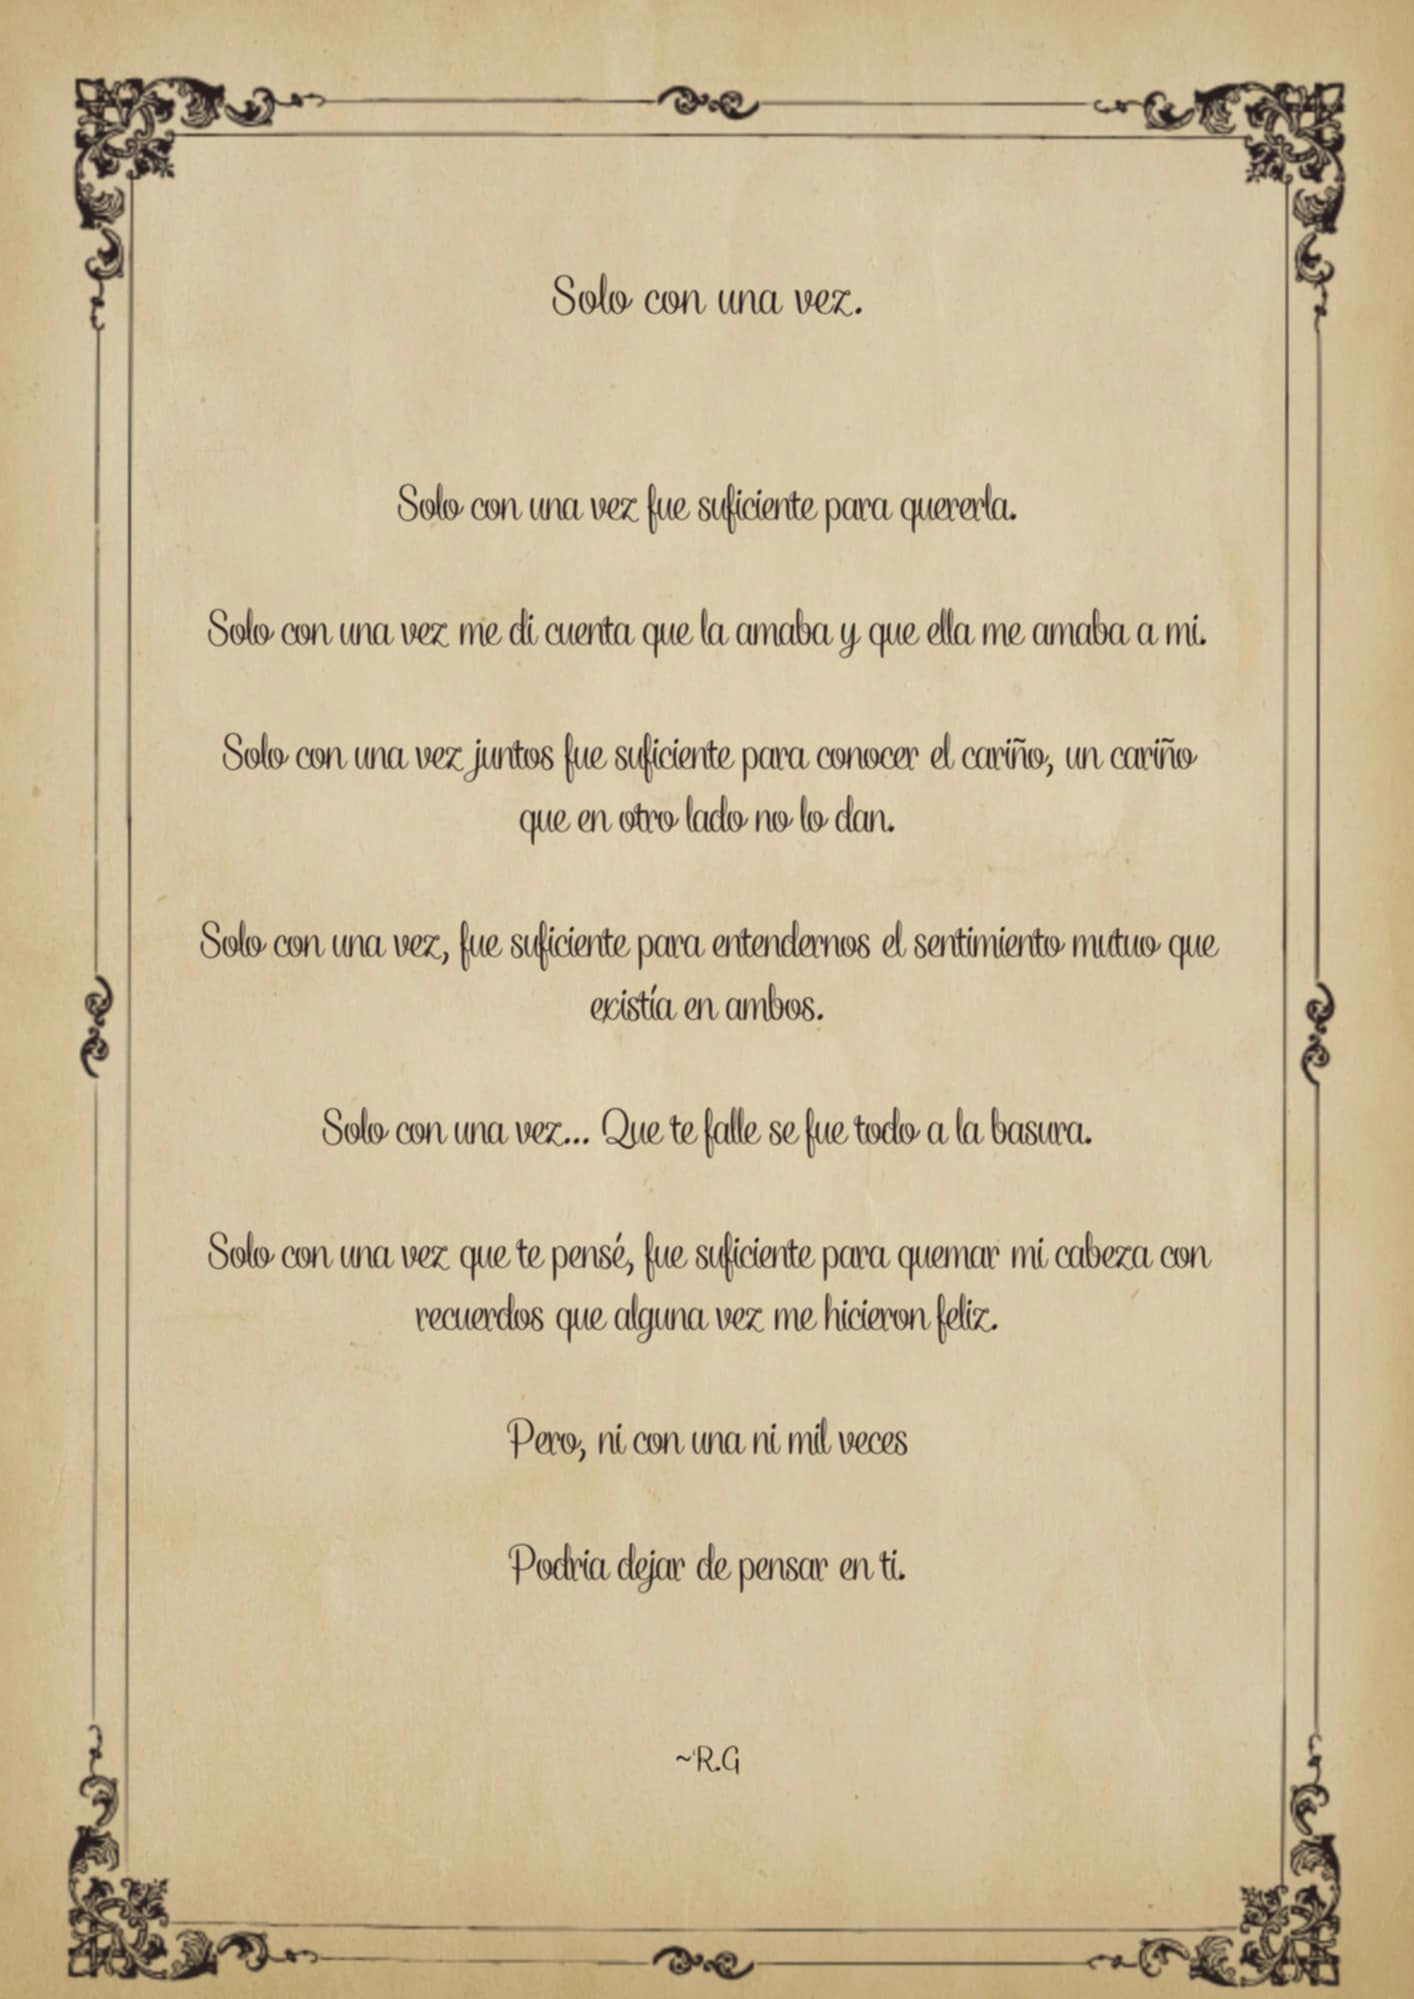 Solo con una vez.
Solo con una vez fue suficiente para quererla.
Solo con una vez me di cuenta que la amaba y que ella me amaba a mi.
Solo con una vez juntos fue suficiente para conocer el cariño, un cariño
que en otro lado no lo dan.
Solo con una vez, fue suficiente para entendernos el sentimiento mutuo que
existía en ambos.
Solo con una vez... Que te falle se fue todo a la basura.
Solo con una vez que te pensé, fue suficiente para quemar mi cabeza con
recuerdos que alguna vez me hicieron feliz.
Pero, ni con una ni mil veces
Podria dejar de pensar en ti.
~R.G